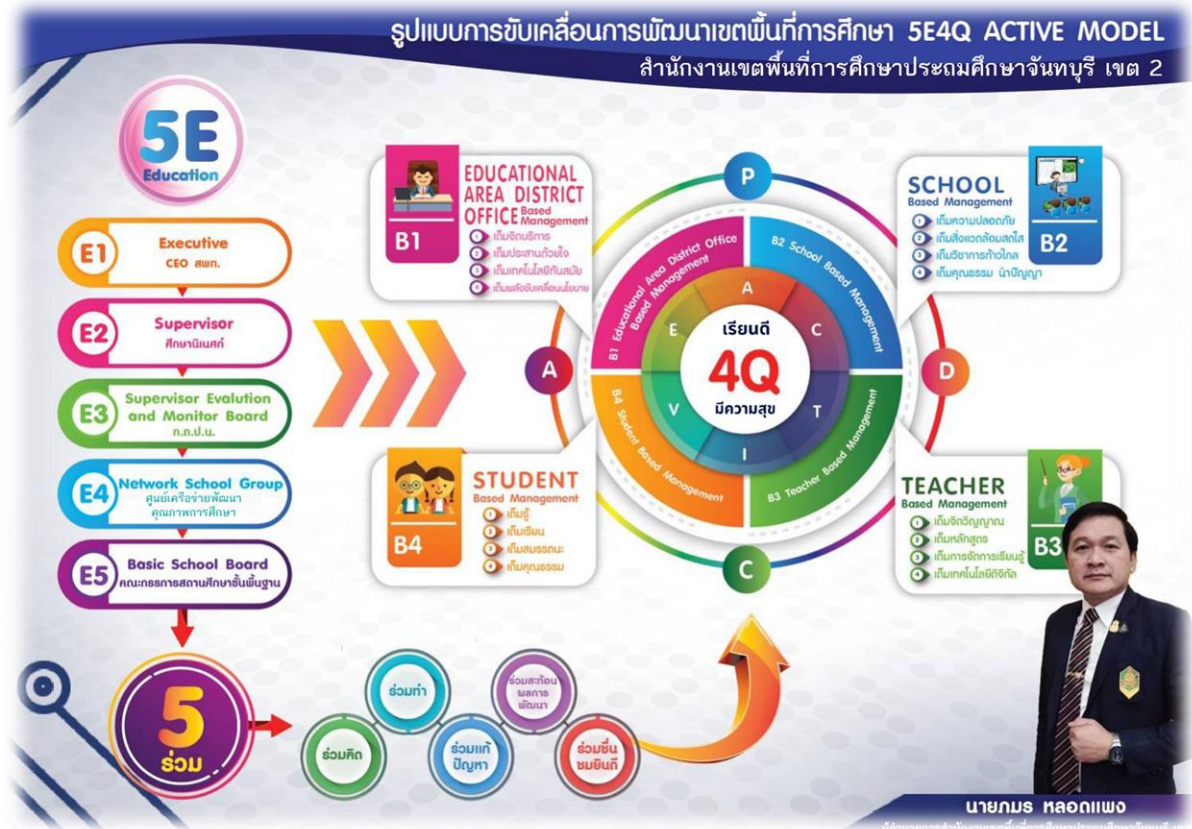 รูปแบบการขับเคลื่อนการพัฒนาเขตพื้นที่การศึกษา 5E4Q ACTIVE MODEL
สำนักงานเขตพื้นที่การศึกษาประถมศึกษาจันทบุรี เขต 2
5E
Education
E1
Executive
CEO สพท.
E2
Supervisor
ศึกษานิเทศก์
E3
Supervisor Evalution
and Monitor Board
ก.ต.ป.น.
E4
Network School Group
ศูนย์เครือข่ายพัฒนา
คุณภาพการศึกษา
E5
Basic School Board
คณะกรรการสถานศึกษาขั้นพื้นฐาน
5
ร่วม
ร่วมคิด
ร่วมทำ
ร่วมแก้
ปัญหา
ร่วมสะท้อน
ผลการ
พัฒนา
ร่วมชื่น
ชมยินดี
B1
EDUCATIONAL
AREA DISTRICT
OFFICE Based
Management
1 เต็มจิตบริการ
2 เต็มประสานด้วยใจ
3 เต็มเทคโนโลยีทันสมัย
4 เต็มพลังขับเคลื่อนนโยบาย
SCHOOL
Based Management
1 เต็มความปลอดภัย
2 เต็มสิ่งแวดล้อมสดใส
3 เต็มวิชาการก้าวไกล
4 เต็มคุณธรรม นำปัญญา
B2
P
D
C
A
B1 Educational Area District Office
Based Management
B2 School Based Management
B3 Teacher Based Management
B4 Student Based Management
A
C
T
I
V
E
เรียนดี
4Q
มีความสุข
B4
STUDENT
Based Management
1 เต็มรู้
2 เต็มเรียน
3 เต็มสมรรถนะ
4 เต็มคุณธรรม
TEACHER
Based Management
1 เต็มจิตวิญญาณ
2 เต็มหลักสูตร
3 เต็มการจัดการเรียนรู้
4 เต็มเทคโนโลยีดิจิทัล
B3
นายภมร หลอดแพง